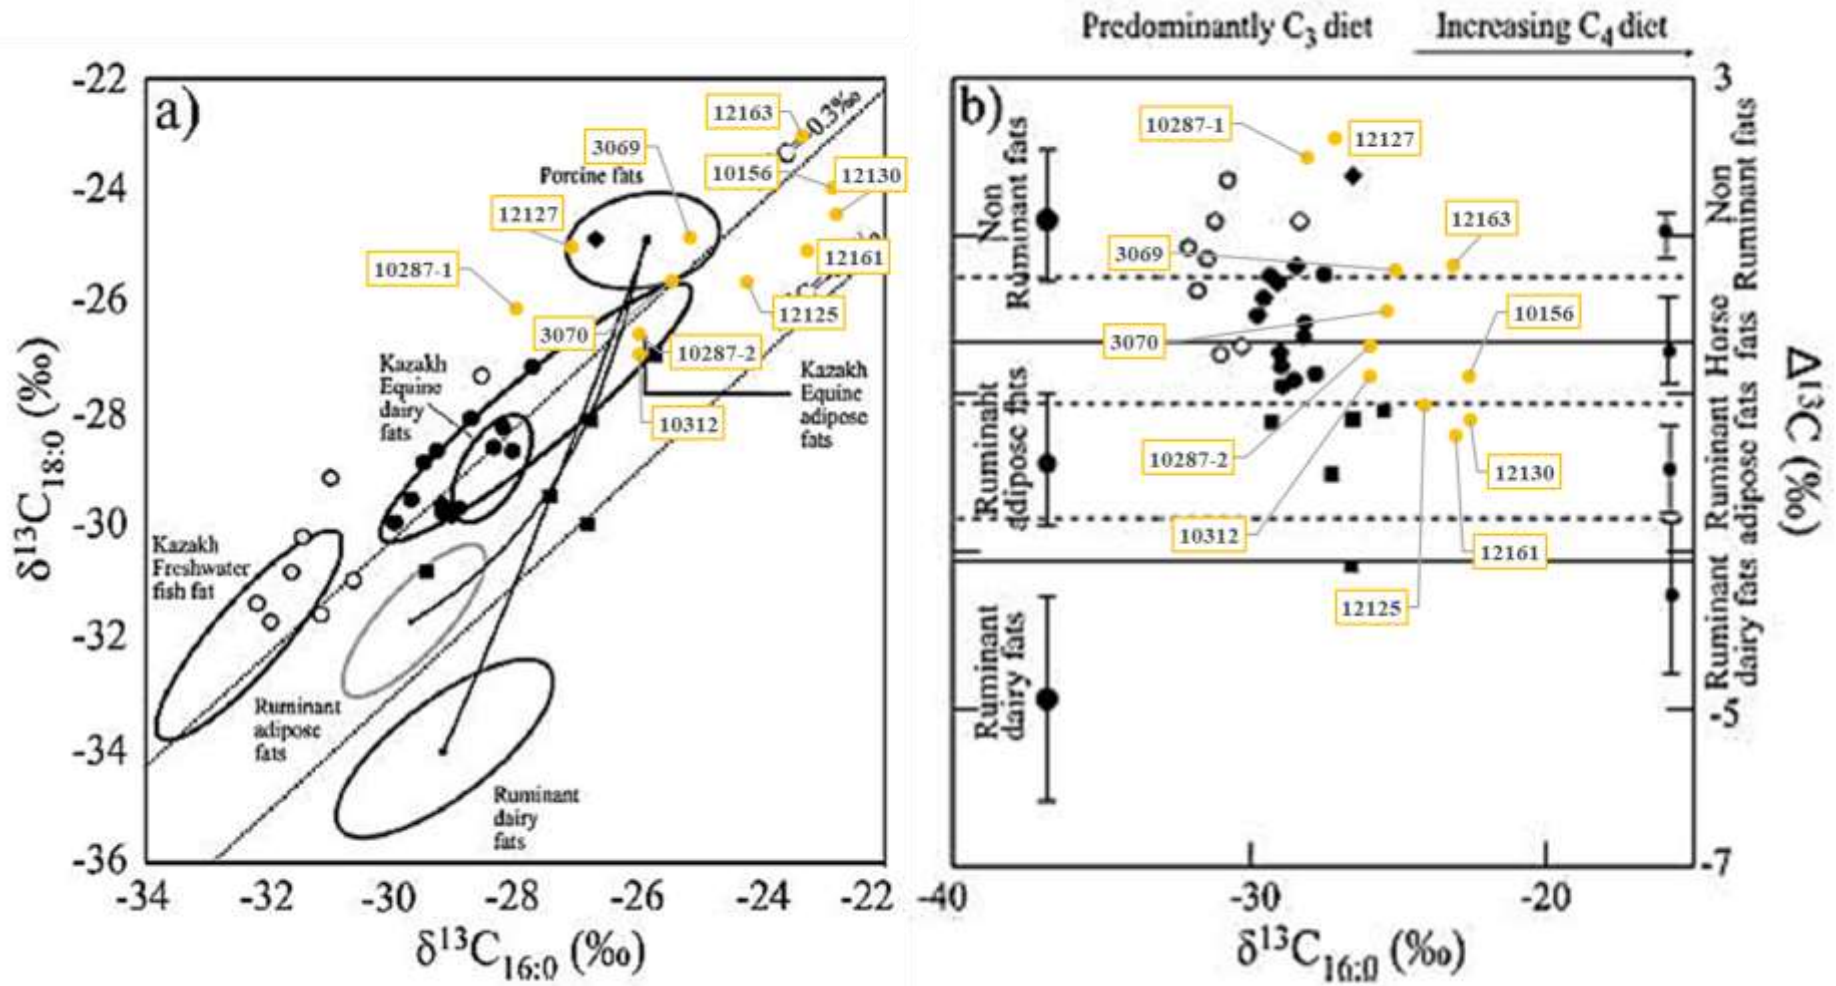 Predominantly C₃ diet
Increasing C₄ diet
a)
b)
-22
-24
-26
-28
-30
-32
-34
-36
-34
-32
-30
-28
-26
-24
-22
δ¹³C₁₈:₀ (‰)
δ¹³C₁₆:₀ (‰)
12163
3069
10156
12130
12127
12161
10287-1
12125
3070
10287-2
10312
Porcine fats
Kazakh
Equine
dairy
fats
Kazakh
Equine
adipose
fats
Kazakh
Freshwater
fish fat
Ruminant
adipose
fats
Ruminant
dairy
fats
10287-1
12127
12163
3069
10156
3070
10287-2
12130
10312
12161
12125
Non
Ruminant fats
Ruminant
adipose fats
Ruminant
dairy fats
Non
Ruminant fats
Horse
fats
Ruminant
adipose fats
Ruminant
dairy fats
3
-5
-7
Δ¹³C (‰)
-40
-30
-20
δ¹³C₁₆:₀ (‰)